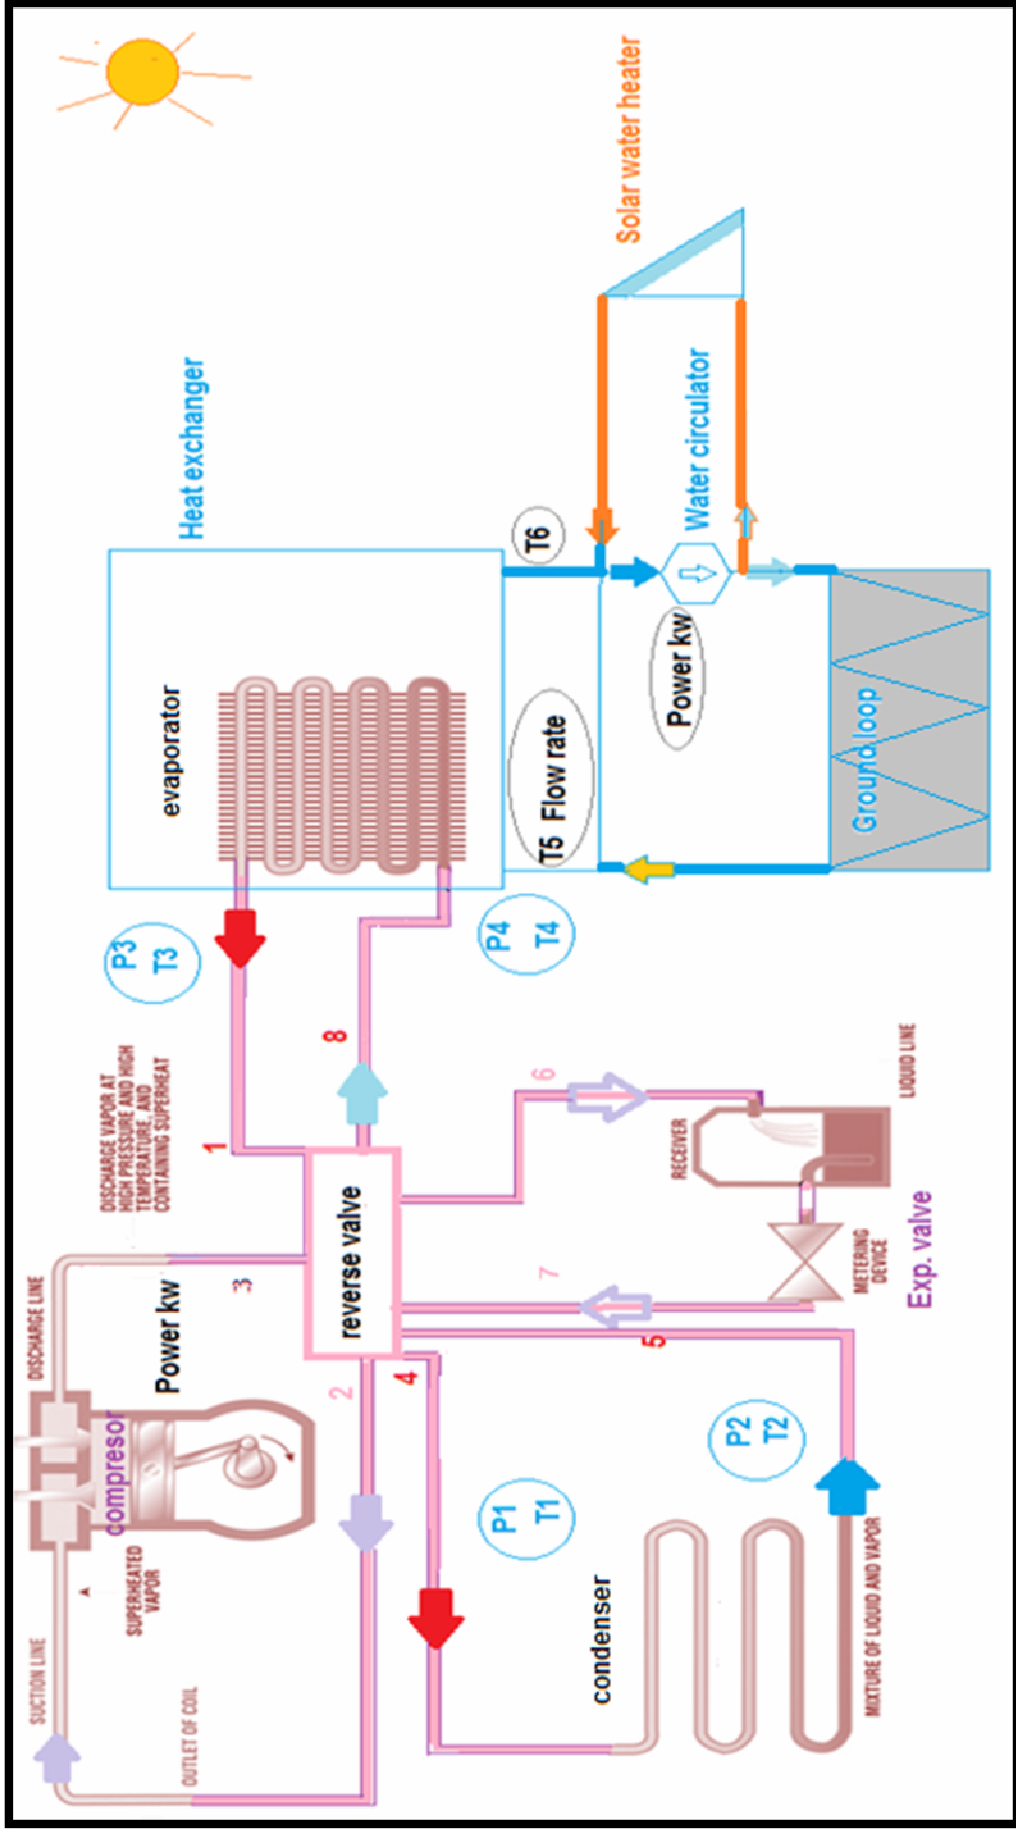 SUCTION LINE
DISCHARGE LINE
A
compresor
SUPERHEATED
VAPOR
DISCHARGE VAPOR AT
HIGH PRESSURE AND HIGH
TEMPERATURE, AND
CONTAINING SUPERHEAT
P3
T3
OUTLET OF COIL
Power kw
evaporator
Heat exchanger
1
3
2
reverse valve
8
4
P1
T1
P4
T4
7
6
T5 Flow rate
T6
condenser
Solar water heater
5
RECEIVER
Power kw
Water circulator
P2
T2
METERING
DEVICE
Ground loop
MIXTURE OF LIQUID AND VAPOR
LIQUID LINE
Exp. valve